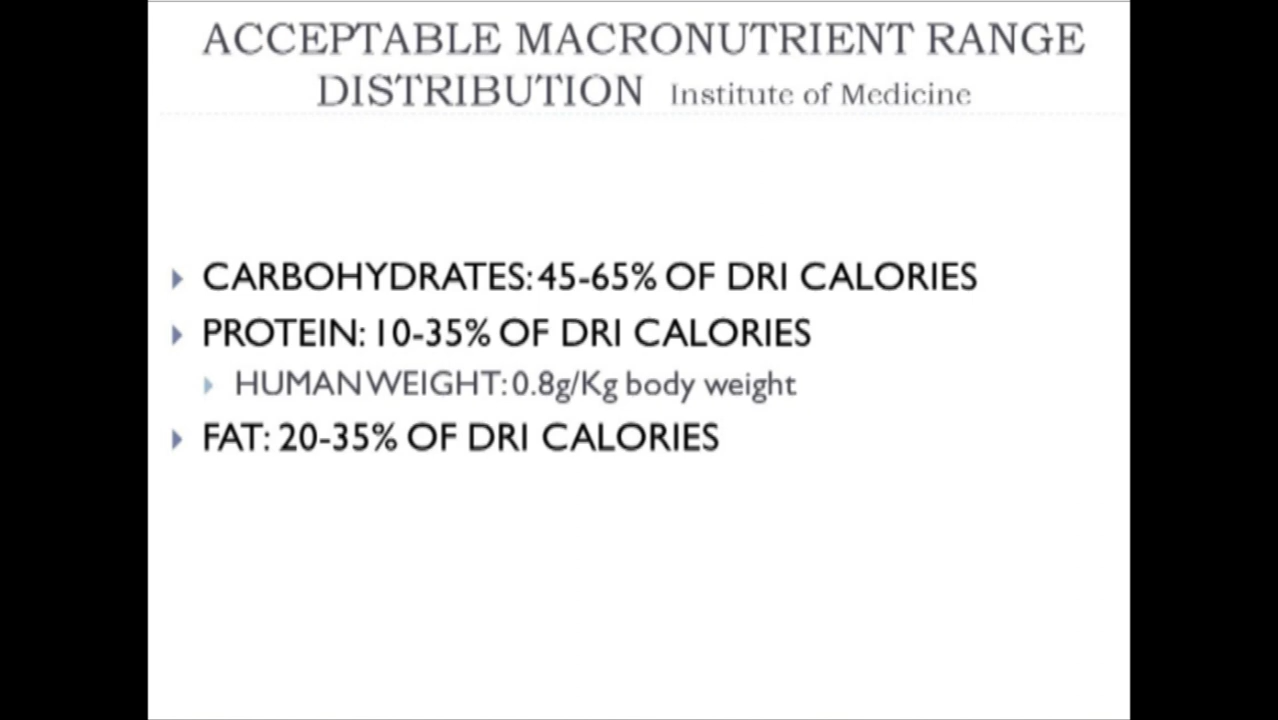 ACCEPTABLE MACRONUTRIENT RANGE
DISTRIBUTION Institute of Medicine
CARBOHYDRATES: 45-65% OF DRI CALORIES
PROTEIN: 10-35% OF DRI CALORIES
HUMAN WEIGHT: 0.8g/Kg body weight
FAT: 20-35% OF DRI CALORIES